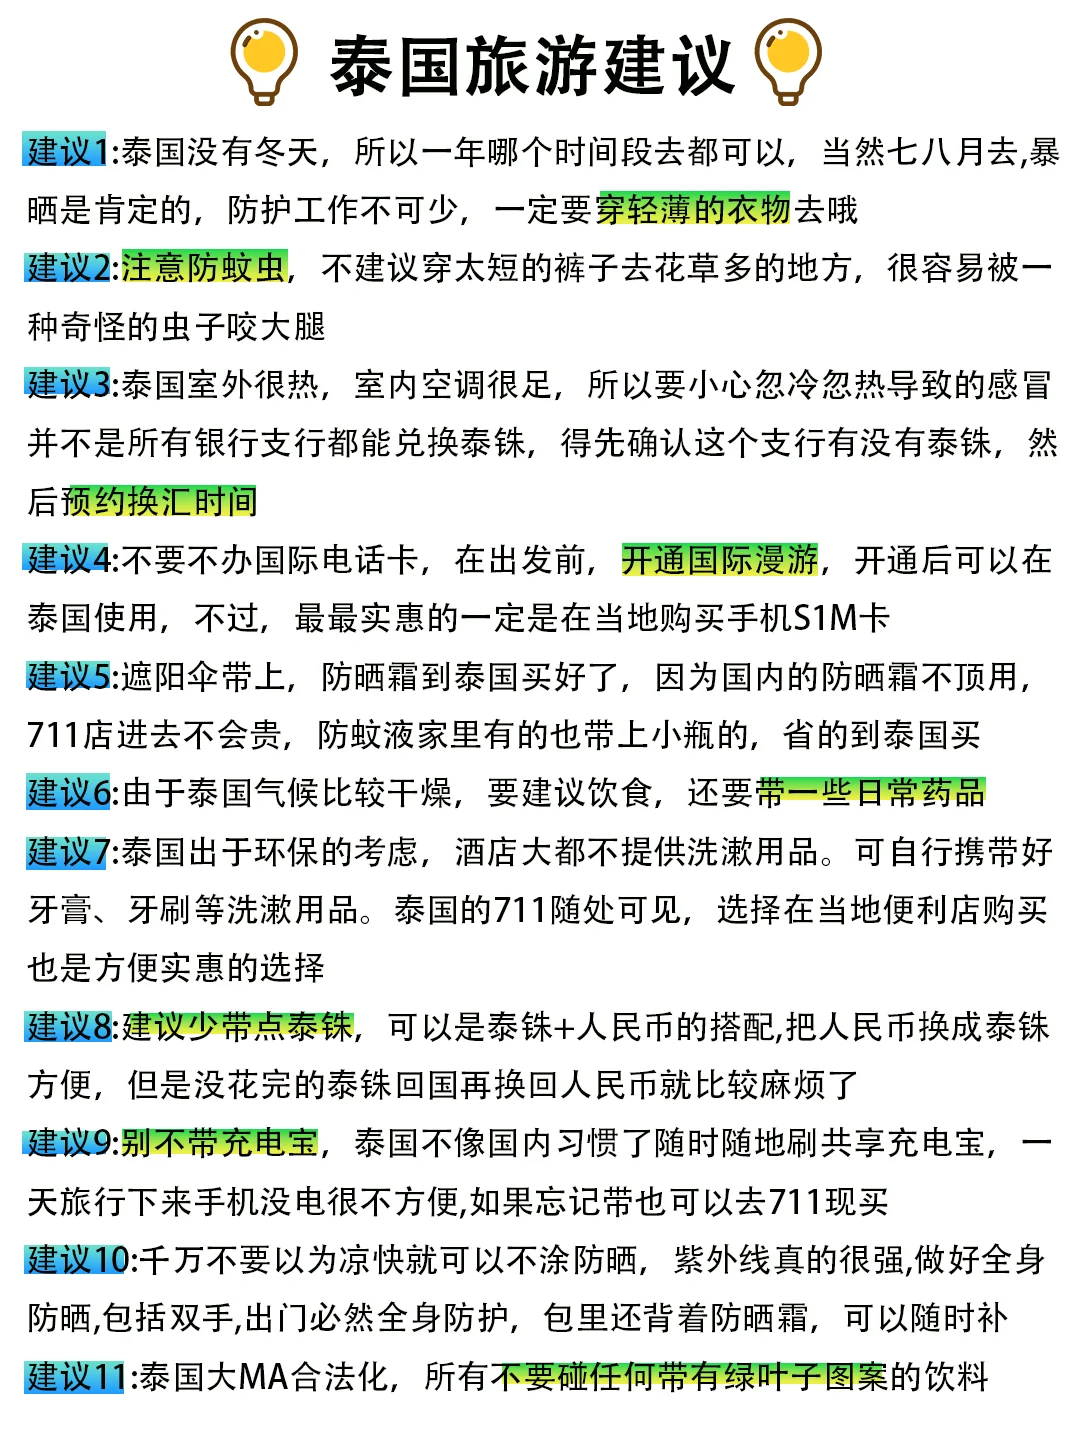 泰国旅游建议
建议1:泰国没有冬天，所以一年哪个时间段去都可以，当然七八月去,暴
晒是肯定的，防护工作不可少，一定要穿轻薄的衣物去哦
建议2:注意防蚊虫，不建议穿太短的裤子去花草多的地方，很容易被一
种奇怪的虫子咬大腿
建议3:泰国室外很热，室内空调很足，所以要小心忽冷忽热导致的感冒
并不是所有银行支行都能兑换泰铢，得先确认这个支行有没有泰铢，然
后预约换汇时间
建议4:不要不办国际电话卡，在出发前，开通国际漫游，开通后可以在
泰国使用，不过，最最实惠的一定是在当地购买手机S1M卡
建议5:遮阳伞带上，防晒霜到泰国买好了，因为国内的防晒霜不顶用，
711店进去不会贵，防蚊液家里有的也带上小瓶的，省的到泰国买
建议6:由于泰国气候比较干燥，要建议饮食，还要带一些日常药品
建议7:泰国出于环保的考虑，酒店大都不提供洗漱用品。可自行携带好
牙膏、牙刷等洗漱用品。泰国的711随处可见，选择在当地便利店购买
也是方便实惠的选择
建议8:建议少带点泰铢，可以是泰铢+人民币的搭配,把人民币换成泰铢
方便，但是没花完的泰铢回国再换回人民币就比较麻烦了
建议9:别不带充电宝，泰国不像国内习惯了随时随地刷共享充电宝，一
天旅行下来手机没电很不方便,如果忘记带也可以去711现买
建议10:千万不要以为凉快就可以不涂防晒，紫外线真的很强,做好全身
防晒,包括双手,出门必然全身防护，包里还背着防晒霜，可以随时补
建议11:泰国大MA合法化，所有不要碰任何带有绿叶子图案的饮料